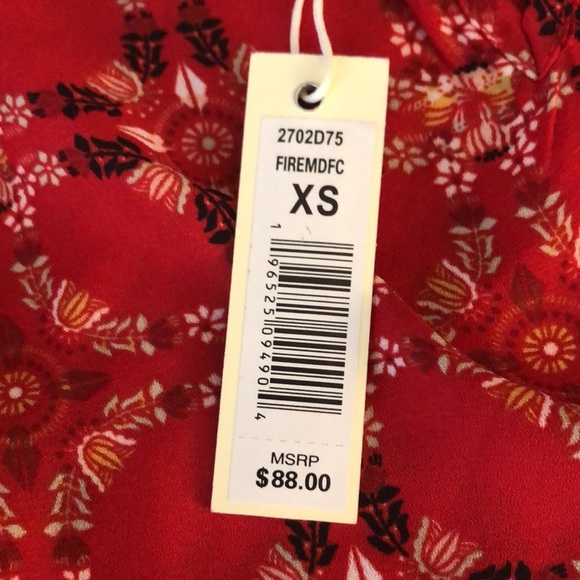 2702D75
FIREMDFC
XS
1 96525 09490 4
MSRP
$88.00